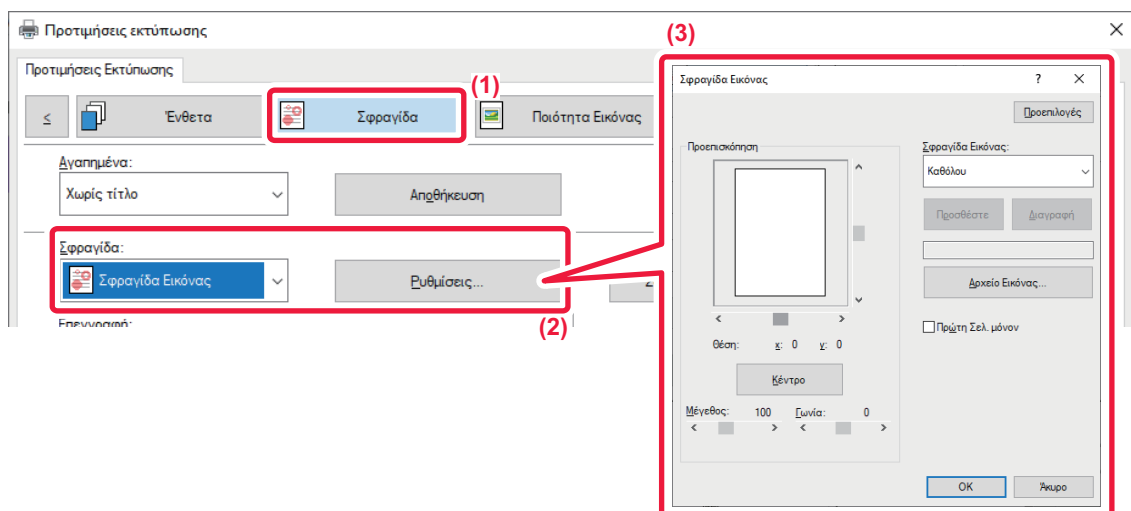 Προτιμήσεις εκτύπωσης
Προτιμήσεις Εκτύπωσης
(1)
≤ Ένθετα Σφραγίδα Ποιότητα Εικόνας
Αγαπημένα:
Χωρίς τίτλο Αποθήκευση
Σφραγίδα:
Σφραγίδα Εικόνας Ρυθμίσεις...
(2)
Επιγραφή:
(3)
Σφραγίδα Εικόνας ? ×
Προεπιλογές
Προεπισκόπηση
Σφραγίδα Εικόνας:
Καθόλου
Προσθέστε Διαγραφή
Αρχείο Εικόνας...
Πρώτη Σελ. μόνον
Θέση: x: 0 y: 0
Κέντρο
Μέγεθος: 100 Γωνία: 0
OK Άκυρο